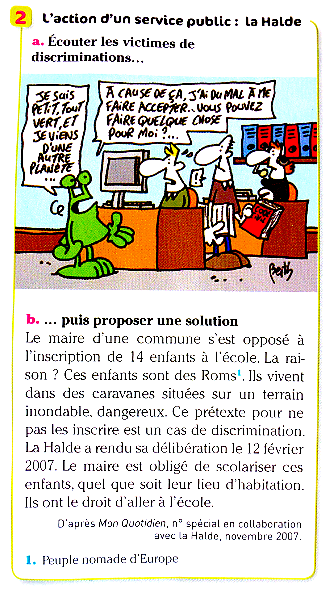 2 L'action d'un service public : la Halde
a. Écouter les victimes de
discriminations...
JE SUIS
PETIT, TOUT
VERT, ET
JE VIENS
D'UNE
AUTRE
PLANÈTE
...
À CAUSE DE ÇA, J'AI DU MAL À ME
FAIRE ACCEPTER.. VOUS POUVEZ
FAIRE QUELQUE CHOSE
POUR MOI ?...
b. ... puis proposer une solution
Le maire d'une commune s'est opposé à
l'inscription de 14 enfants à l'école. La rai-
son ? Ces enfants sont des Roms¹. Ils vivent
dans des caravanes situées sur un terrain
inondable, dangereux. Ce prétexte pour ne
pas les inscrire est un cas de discrimination.
La Halde a rendu sa délibération le 12 février
2007. Le maire est obligé de scolariser ces
enfants, quel que soit leur lieu d'habitation.
Ils ont le droit d'aller à l'école.
D'après Mon Quotidien, n° spécial en collaboration
avec la Halde, novembre 2007.
1. Peuple nomade d'Europe